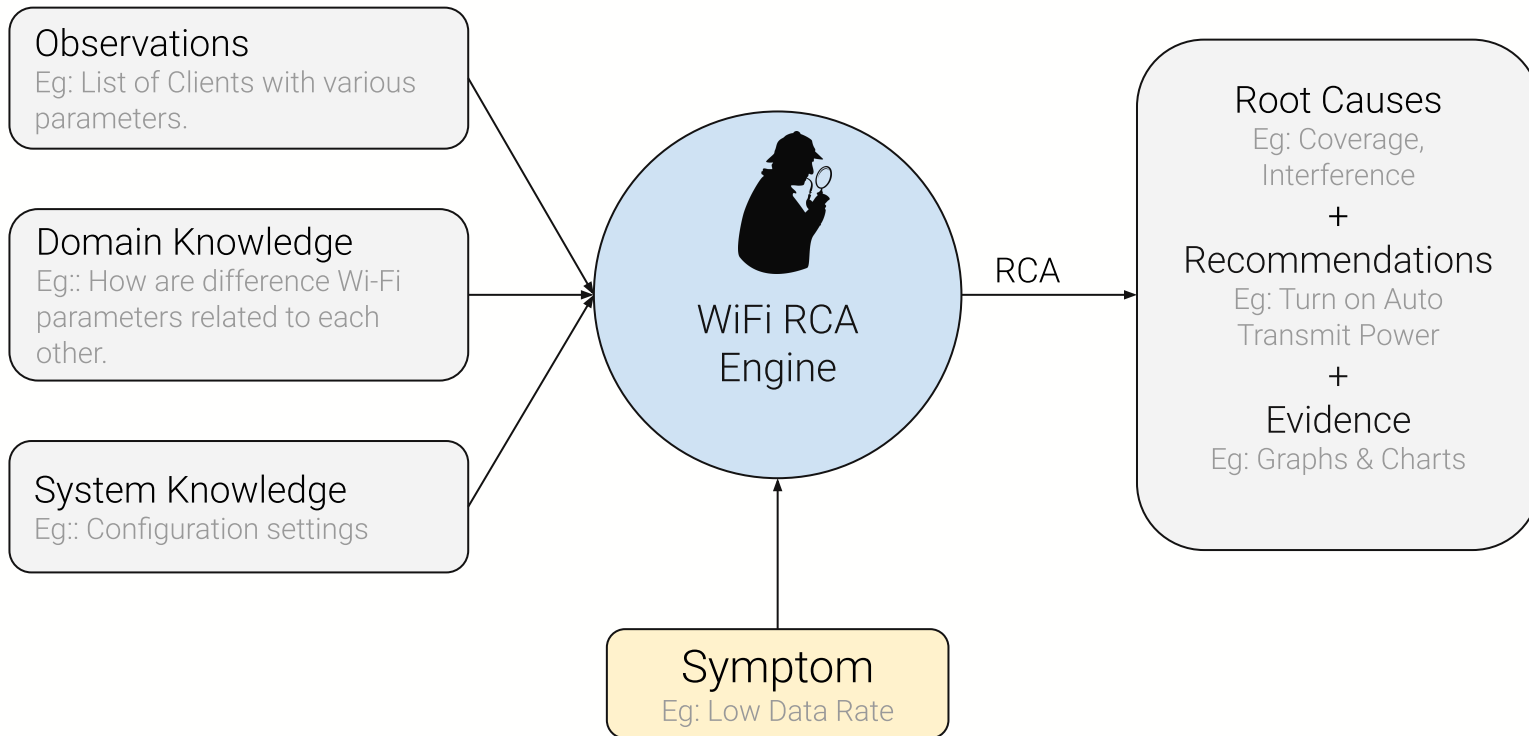 Observations
Eg: List of Clients with various
parameters.
Domain Knowledge
Eg:: How are difference Wi-Fi
parameters related to each
other.
System Knowledge
Eg:: Configuration settings
WiFi RCA
Engine
Symptom
Eg: Low Data Rate
RCA
Root Causes
Eg: Coverage,
Interference
+
Recommendations
Eg: Turn on Auto
Transmit Power
+
Evidence
Eg: Graphs & Charts